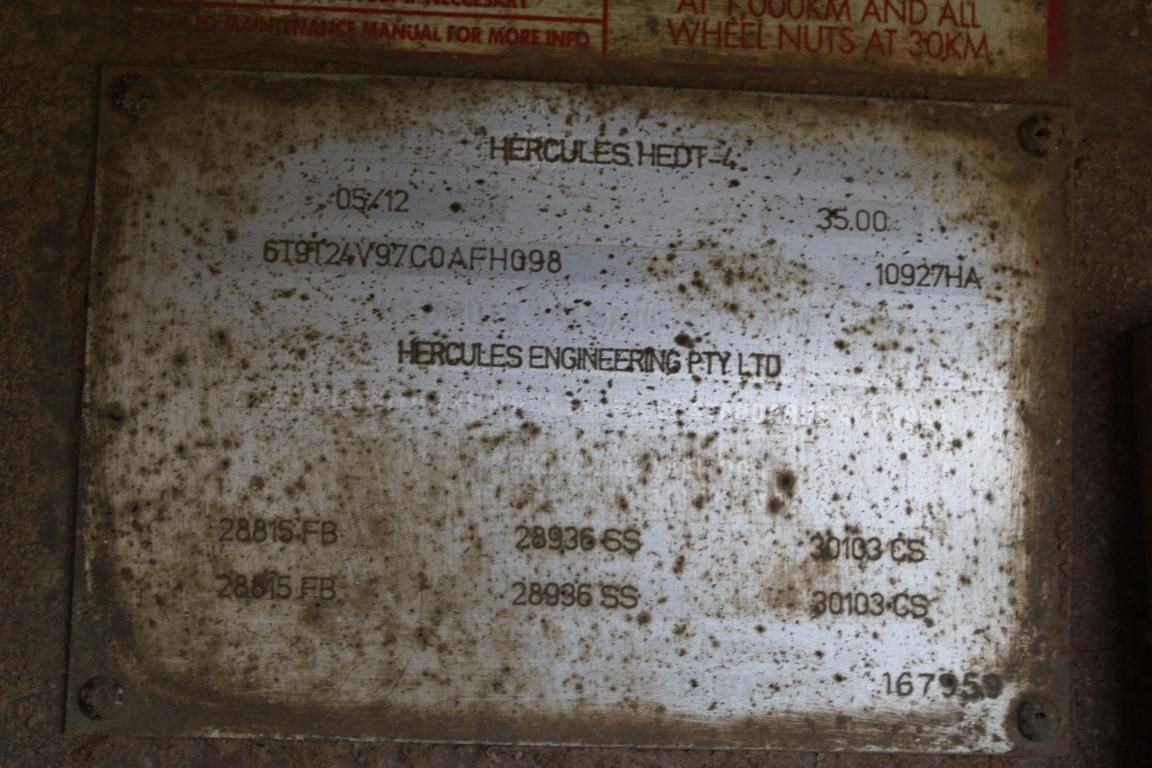 NECCESARY
TO MAINTENANCE MANUAL FOR MORE INFO
AT 1,000KM AND ALL
WHEEL NUTS AT 30KM
HERCULES HEDT-4
05/12 35.00
6T9T24V97C0AFH098 10927HA
HERCULES ENGINEERING PTY LTD
28815 FB 28936 SS 30103 CS
28815 FB 28936 SS 30103 CS
167959